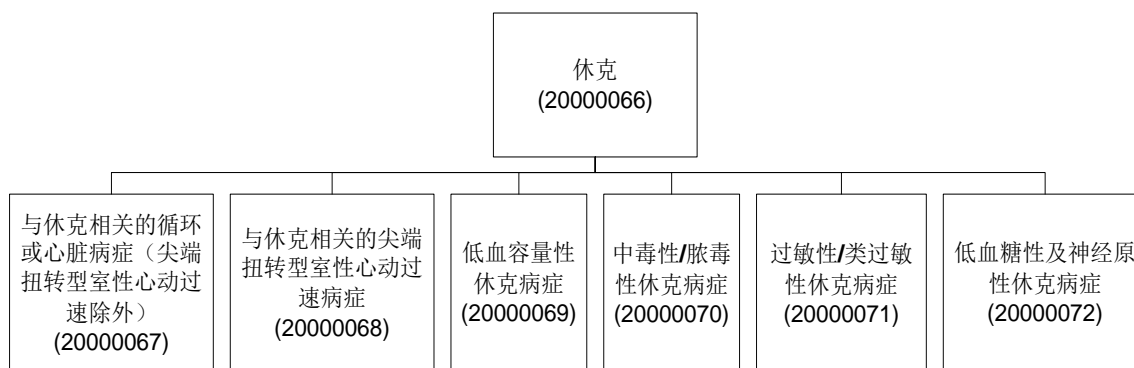 休克
(20000066)
与休克相关的循环
或心脏病症（尖端
扭转型室性心动过
速除外）
(20000067)
与休克相关的尖端
扭转型室性心动过
速病症
(20000068)
低血容量性
休克病症
(20000069)
中毒性/脓毒
性休克病症
(20000070)
过敏性/类过敏
性休克病症
(20000071)
低血糖性及神经原
性休克病症
(20000072)